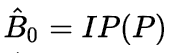 B̂₀ = IP(P)